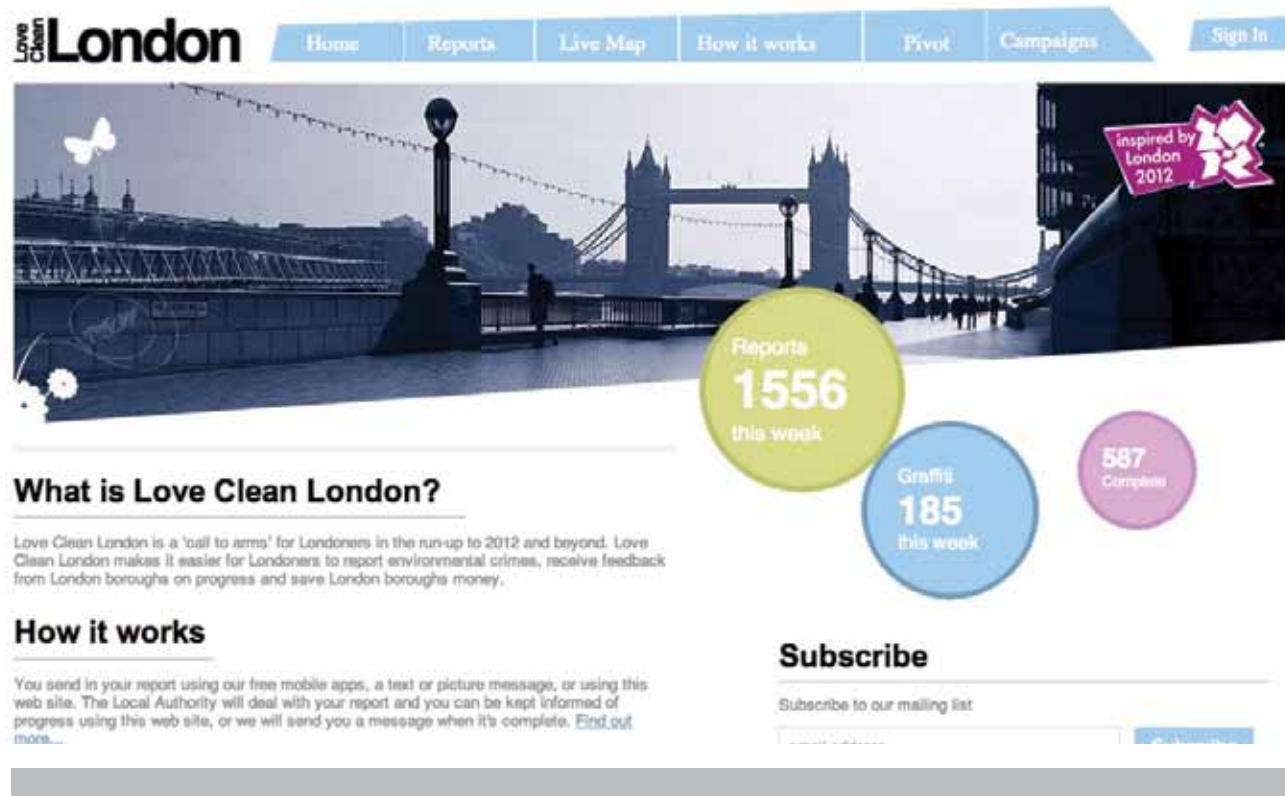 Love Clean London
Home Reports Live Map How it works Pivot Campaigns Sign In
inspired by
London
2012
Reports
1556
this week
Graffiti
185
this week
587
Complete
What is Love Clean London?
Love Clean London is a 'call to arms' for Londoners in the run-up to 2012 and beyond. Love
Clean London makes it easier for Londoners to report environmental crimes, receive feedback
from London boroughs on progress and save London boroughs money.
How it works
You send in your report using our free mobile apps, a text or picture message, or using this
web site. The Local Authority will deal with your report and you can be kept informed of
progress using this web site, or we will send you a message when it's complete. Find out
more...
Subscribe
Subscribe to our mailing list
email address
Subscribe